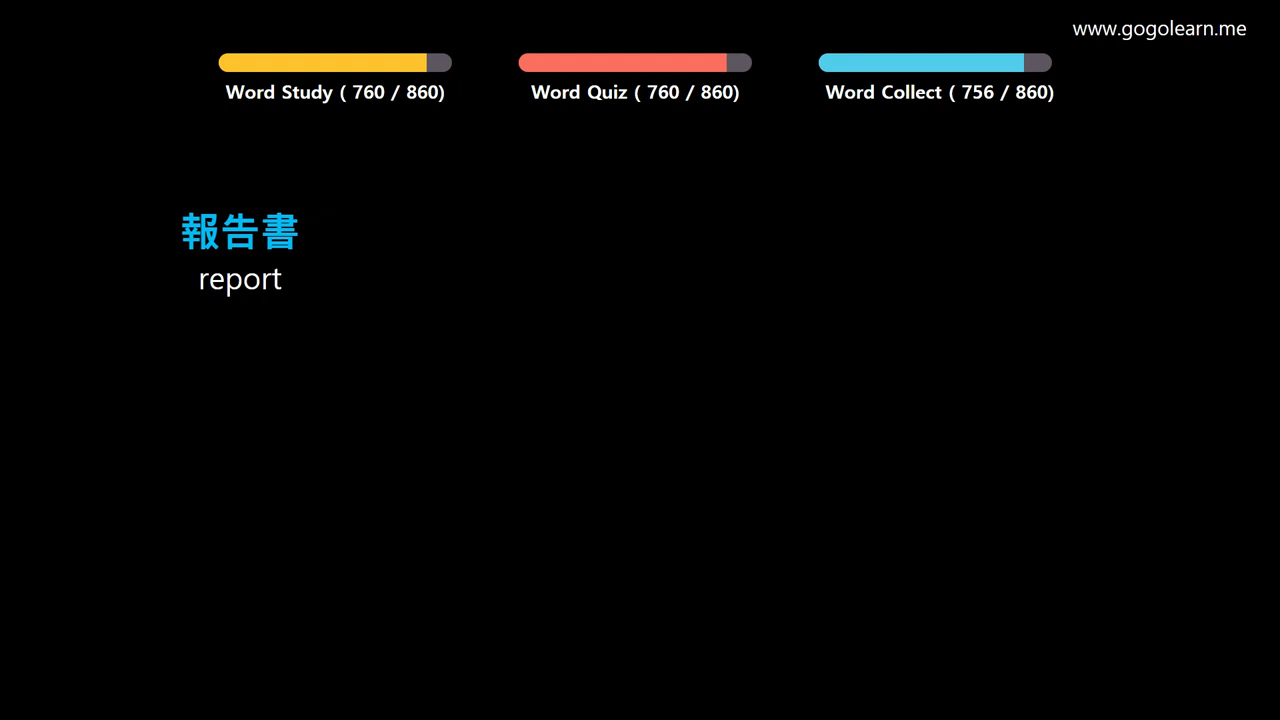 www.gogolearn.me
Word Study ( 760 / 860)
Word Quiz ( 760 / 860)
Word Collect ( 756 / 860)
報告書
report